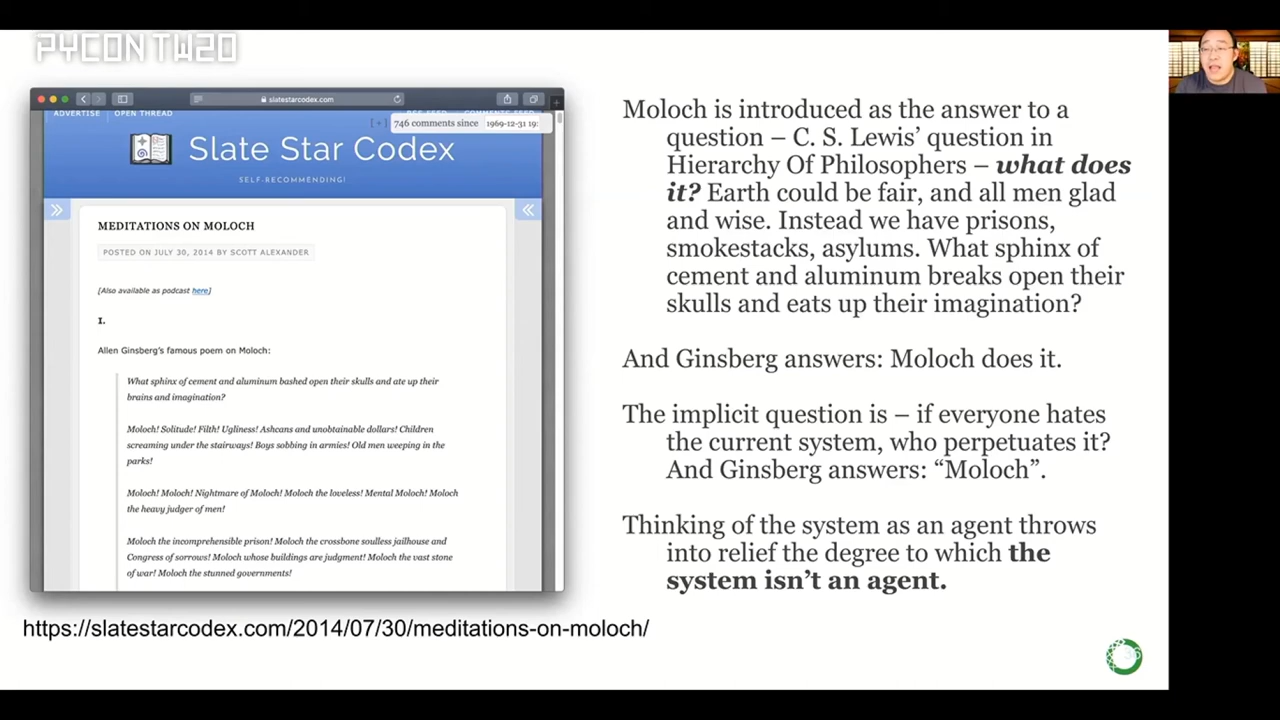 PYCON TW20
slatestarcodex.com
ADVERTISE OPEN THREAD
[+] 746 comments since 1969-12-31 19:
Slate Star Codex
SELF-RECOMMENDING!
MEDITATIONS ON MOLOCH
POSTED ON JULY 30, 2014 BY SCOTT ALEXANDER
[Also available as podcast here]
I.
Allen Ginsberg's famous poem on Moloch:
What sphinx of cement and aluminum bashed open their skulls and ate up their
brains and imagination?
Moloch! Solitude! Filth! Ugliness! Ashcans and unobtainable dollars! Children
screaming under the stairways! Boys sobbing in armies! Old men weeping in the
parks!
Moloch! Moloch! Nightmare of Moloch! Moloch the loveless! Mental Moloch! Moloch
the heavy judger of men!
Moloch the incomprehensible prison! Moloch the crossbone soulless jailhouse and
Congress of sorrows! Moloch whose buildings are judgment! Moloch the vast stone
of war! Moloch the stunned governments!
https://slatestarcodex.com/2014/07/30/meditations-on-moloch/
Moloch is introduced as the answer to a
question – C. S. Lewis’ question in
Hierarchy Of Philosophers – what does
it? Earth could be fair, and all men glad
and wise. Instead we have prisons,
smokestacks, asylums. What sphinx of
cement and aluminum breaks open their
skulls and eats up their imagination?
And Ginsberg answers: Moloch does it.
The implicit question is – if everyone hates
the current system, who perpetuates it?
And Ginsberg answers: “Moloch”.
Thinking of the system as an agent throws
into relief the degree to which the
system isn’t an agent.